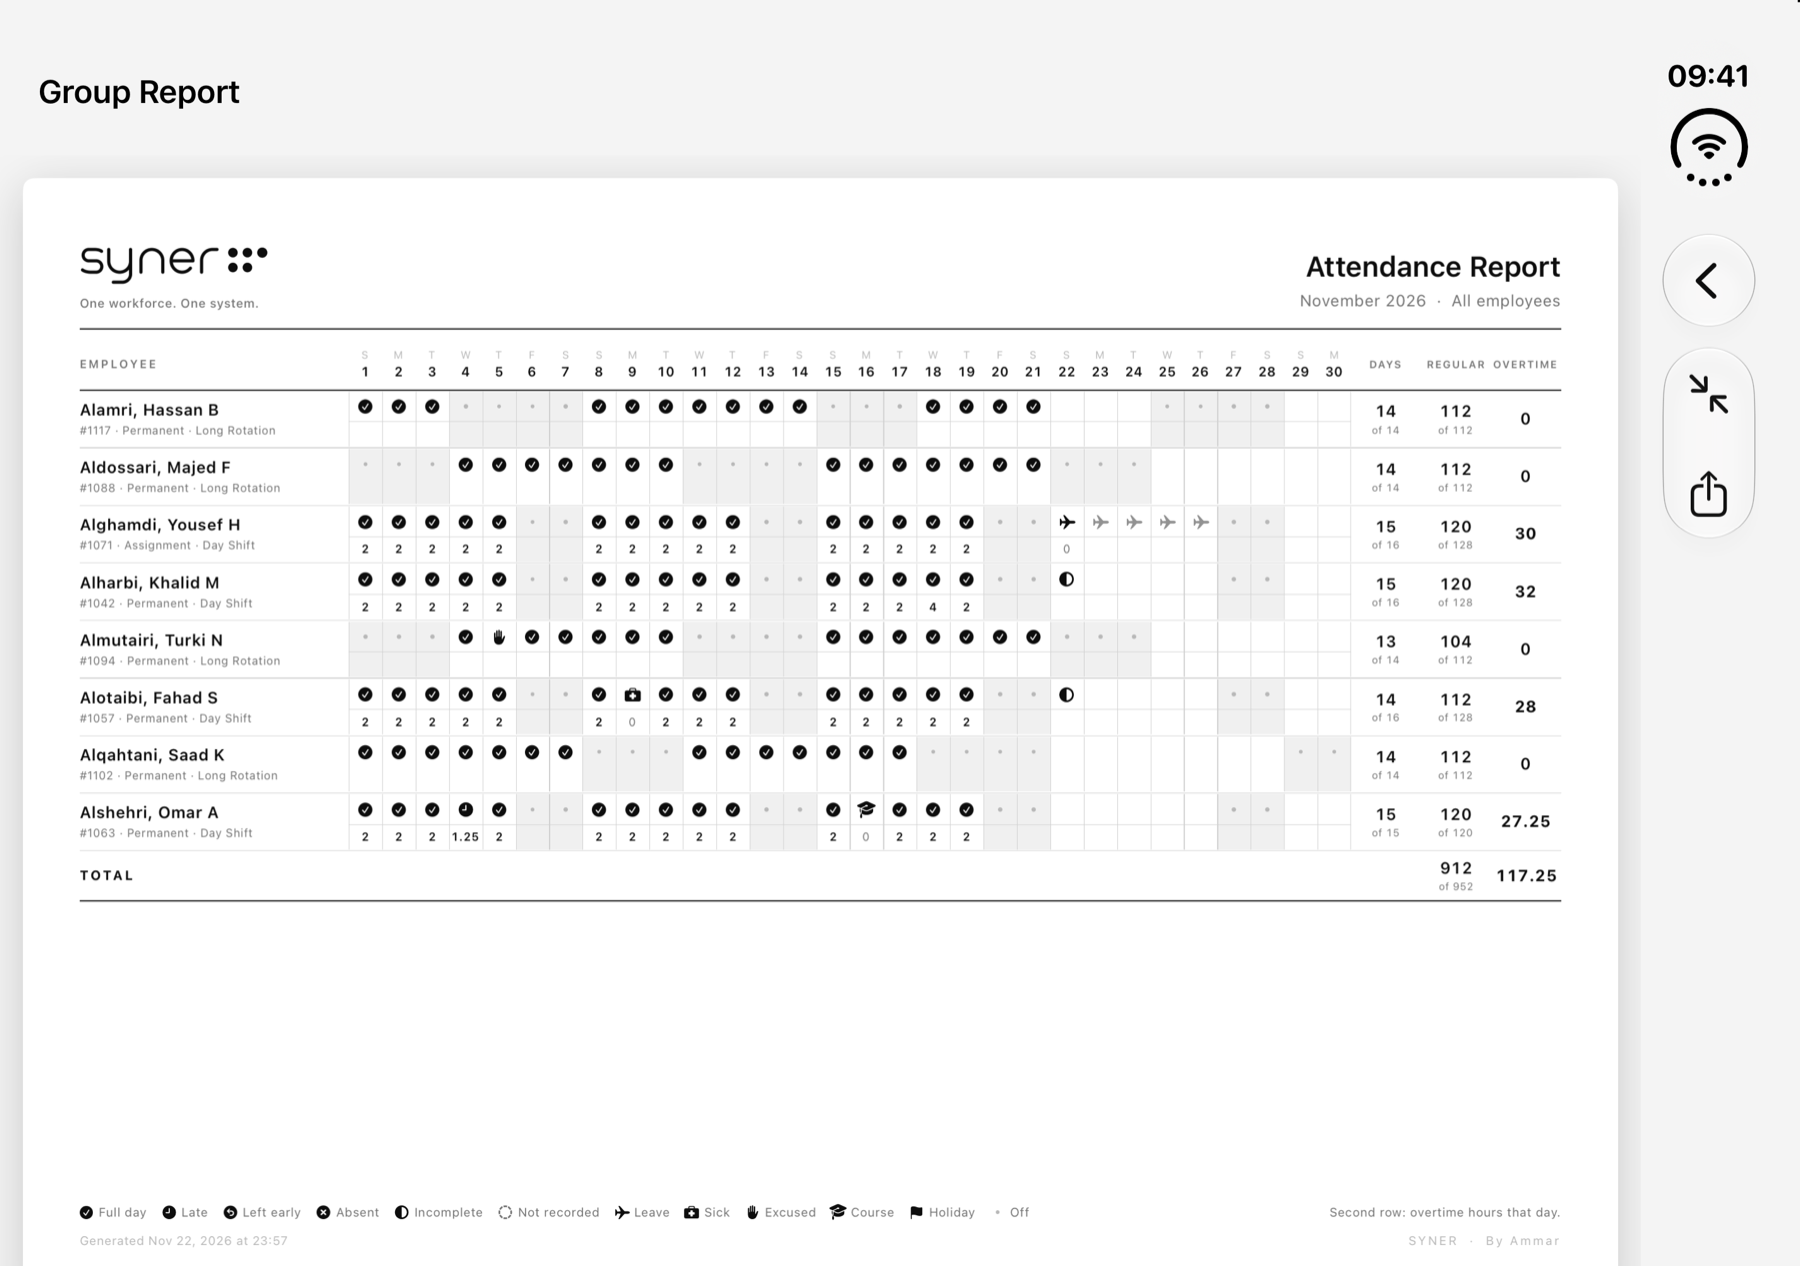 09:41
Group Report
syner
One workforce. One system.
Attendance Report
November 2026 · All employees
EMPLOYEE S M T W T F S S M T W T F S S M T W T F S S M T W T F S S M DAYS REGULAR OVERTIME
1 2 3 4 5 6 7 8 9 10 11 12 13 14 15 16 17 18 19 20 21 22 23 24 25 26 27 28 29 30
Alamri, Hassan B 14 112 0
#1117 · Permanent · Long Rotation of 14 of 112
Aldossari, Majed F 14 112 0
#1088 · Permanent · Long Rotation of 14 of 112
Alghamdi, Yousef H 15 120 30
#1071 · Assignment · Day Shift 2 2 2 2 2 2 2 2 2 2 2 2 2 2 2 0 of 16 of 128
Alharbi, Khalid M 15 120 32
#1042 · Permanent · Day Shift 2 2 2 2 2 2 2 2 2 2 2 2 2 4 2 of 16 of 128
Almutairi, Turki N 13 104 0
#1094 · Permanent · Long Rotation of 14 of 112
Alotaibi, Fahad S 14 112 28
#1057 · Permanent · Day Shift 2 2 2 2 2 2 0 2 2 2 2 2 2 2 2 of 16 of 128
Alqahtani, Saad K 14 112 0
#1102 · Permanent · Long Rotation of 14 of 112
Alshehri, Omar A 15 120 27.25
#1063 · Permanent · Day Shift 2 2 2 1.25 2 2 2 2 2 2 2 0 2 2 2 of 15 of 120
TOTAL 912 117.25
of 952
Full day Late Left early Absent Incomplete Not recorded Leave Sick Excused Course Holiday Off Second row: overtime hours that day.
Generated Nov 22, 2026 at 23:57 SYNER · By Ammar